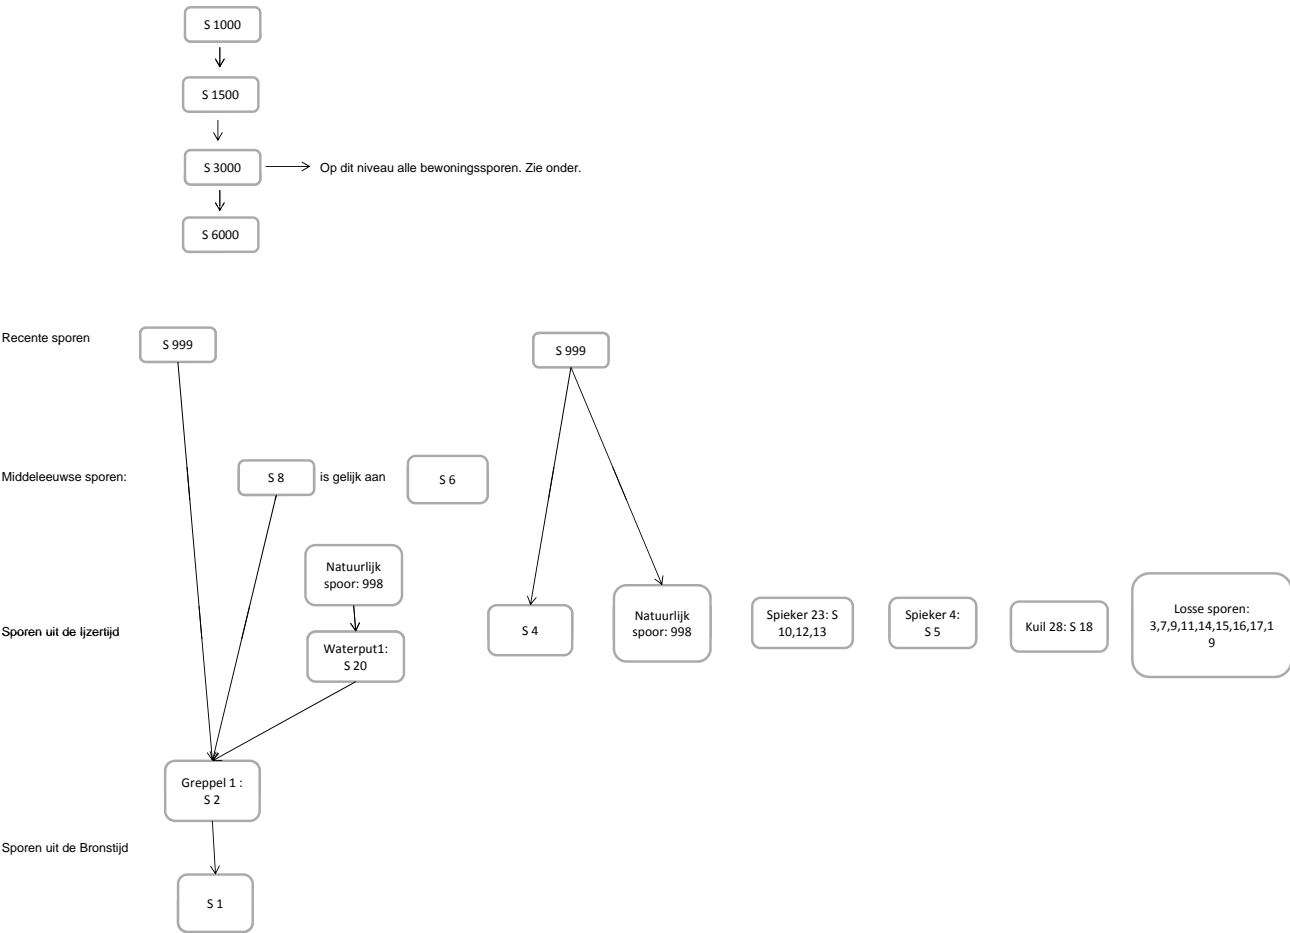 S 1000
S 1500
S 3000
Op dit niveau alle bewoningssporen. Zie onder.
S 6000
Recente sporen
S 999
S 999
Middeleeuwse sporen:
S 8
is gelijk aan
S 6
Natuurlijk
spoor: 998
Sporen uit de Ijzertijd
Waterput1:
S 20
S 4
Natuurlijk
spoor: 998
Spieker 23: S
10,12,13
Spieker 4:
S 5
Kuil 28: S 18
Losse sporen:
3,7,9,11,14,15,16,17,1
9
Greppel 1 :
S 2
Sporen uit de Bronstijd
S 1